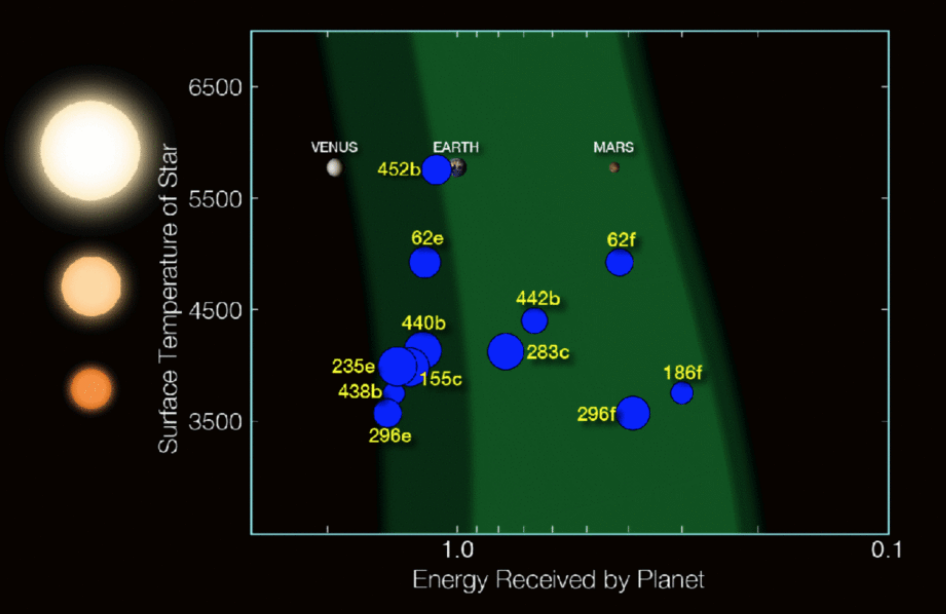 6500
5500
4500
3500
Surface Temperature of Star
VENUS
EARTH
MARS
452b
62e
62f
442b
440b
283c
235e
155c
186f
438b
296f
296e
1.0
0.1
Energy Received by Planet